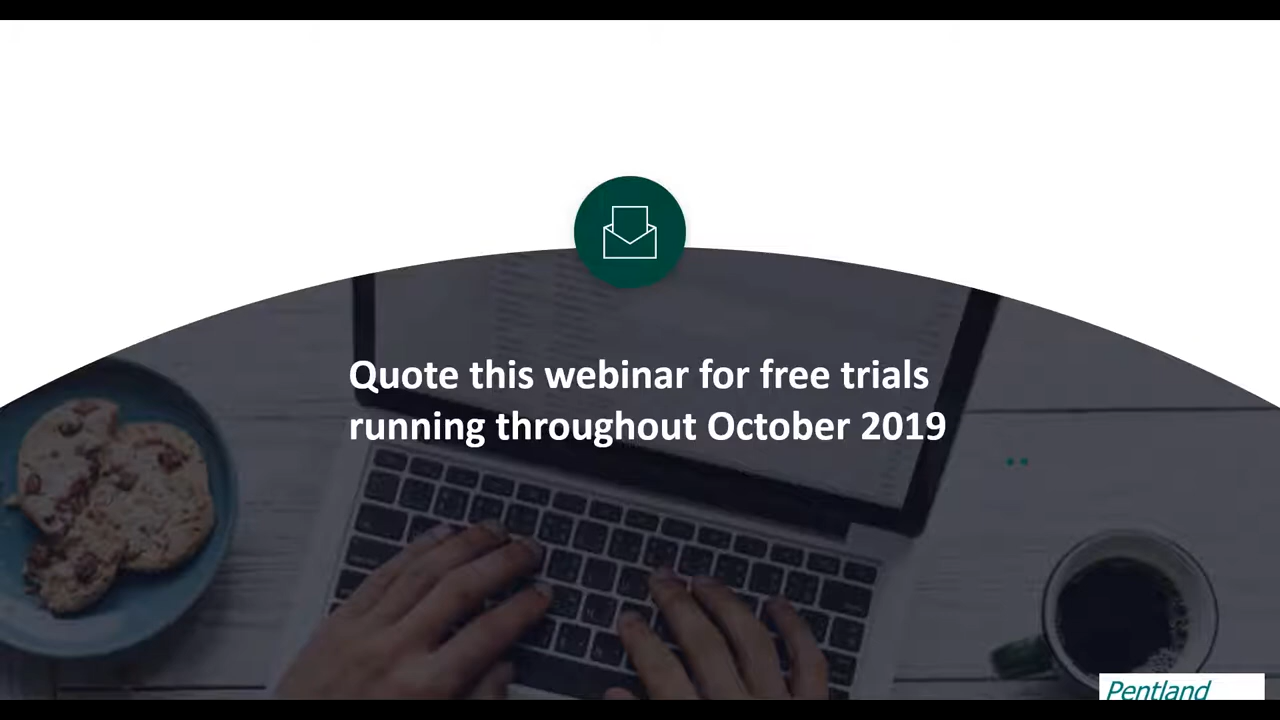 Quote this webinar for free trials
running throughout October 2019
Pentland